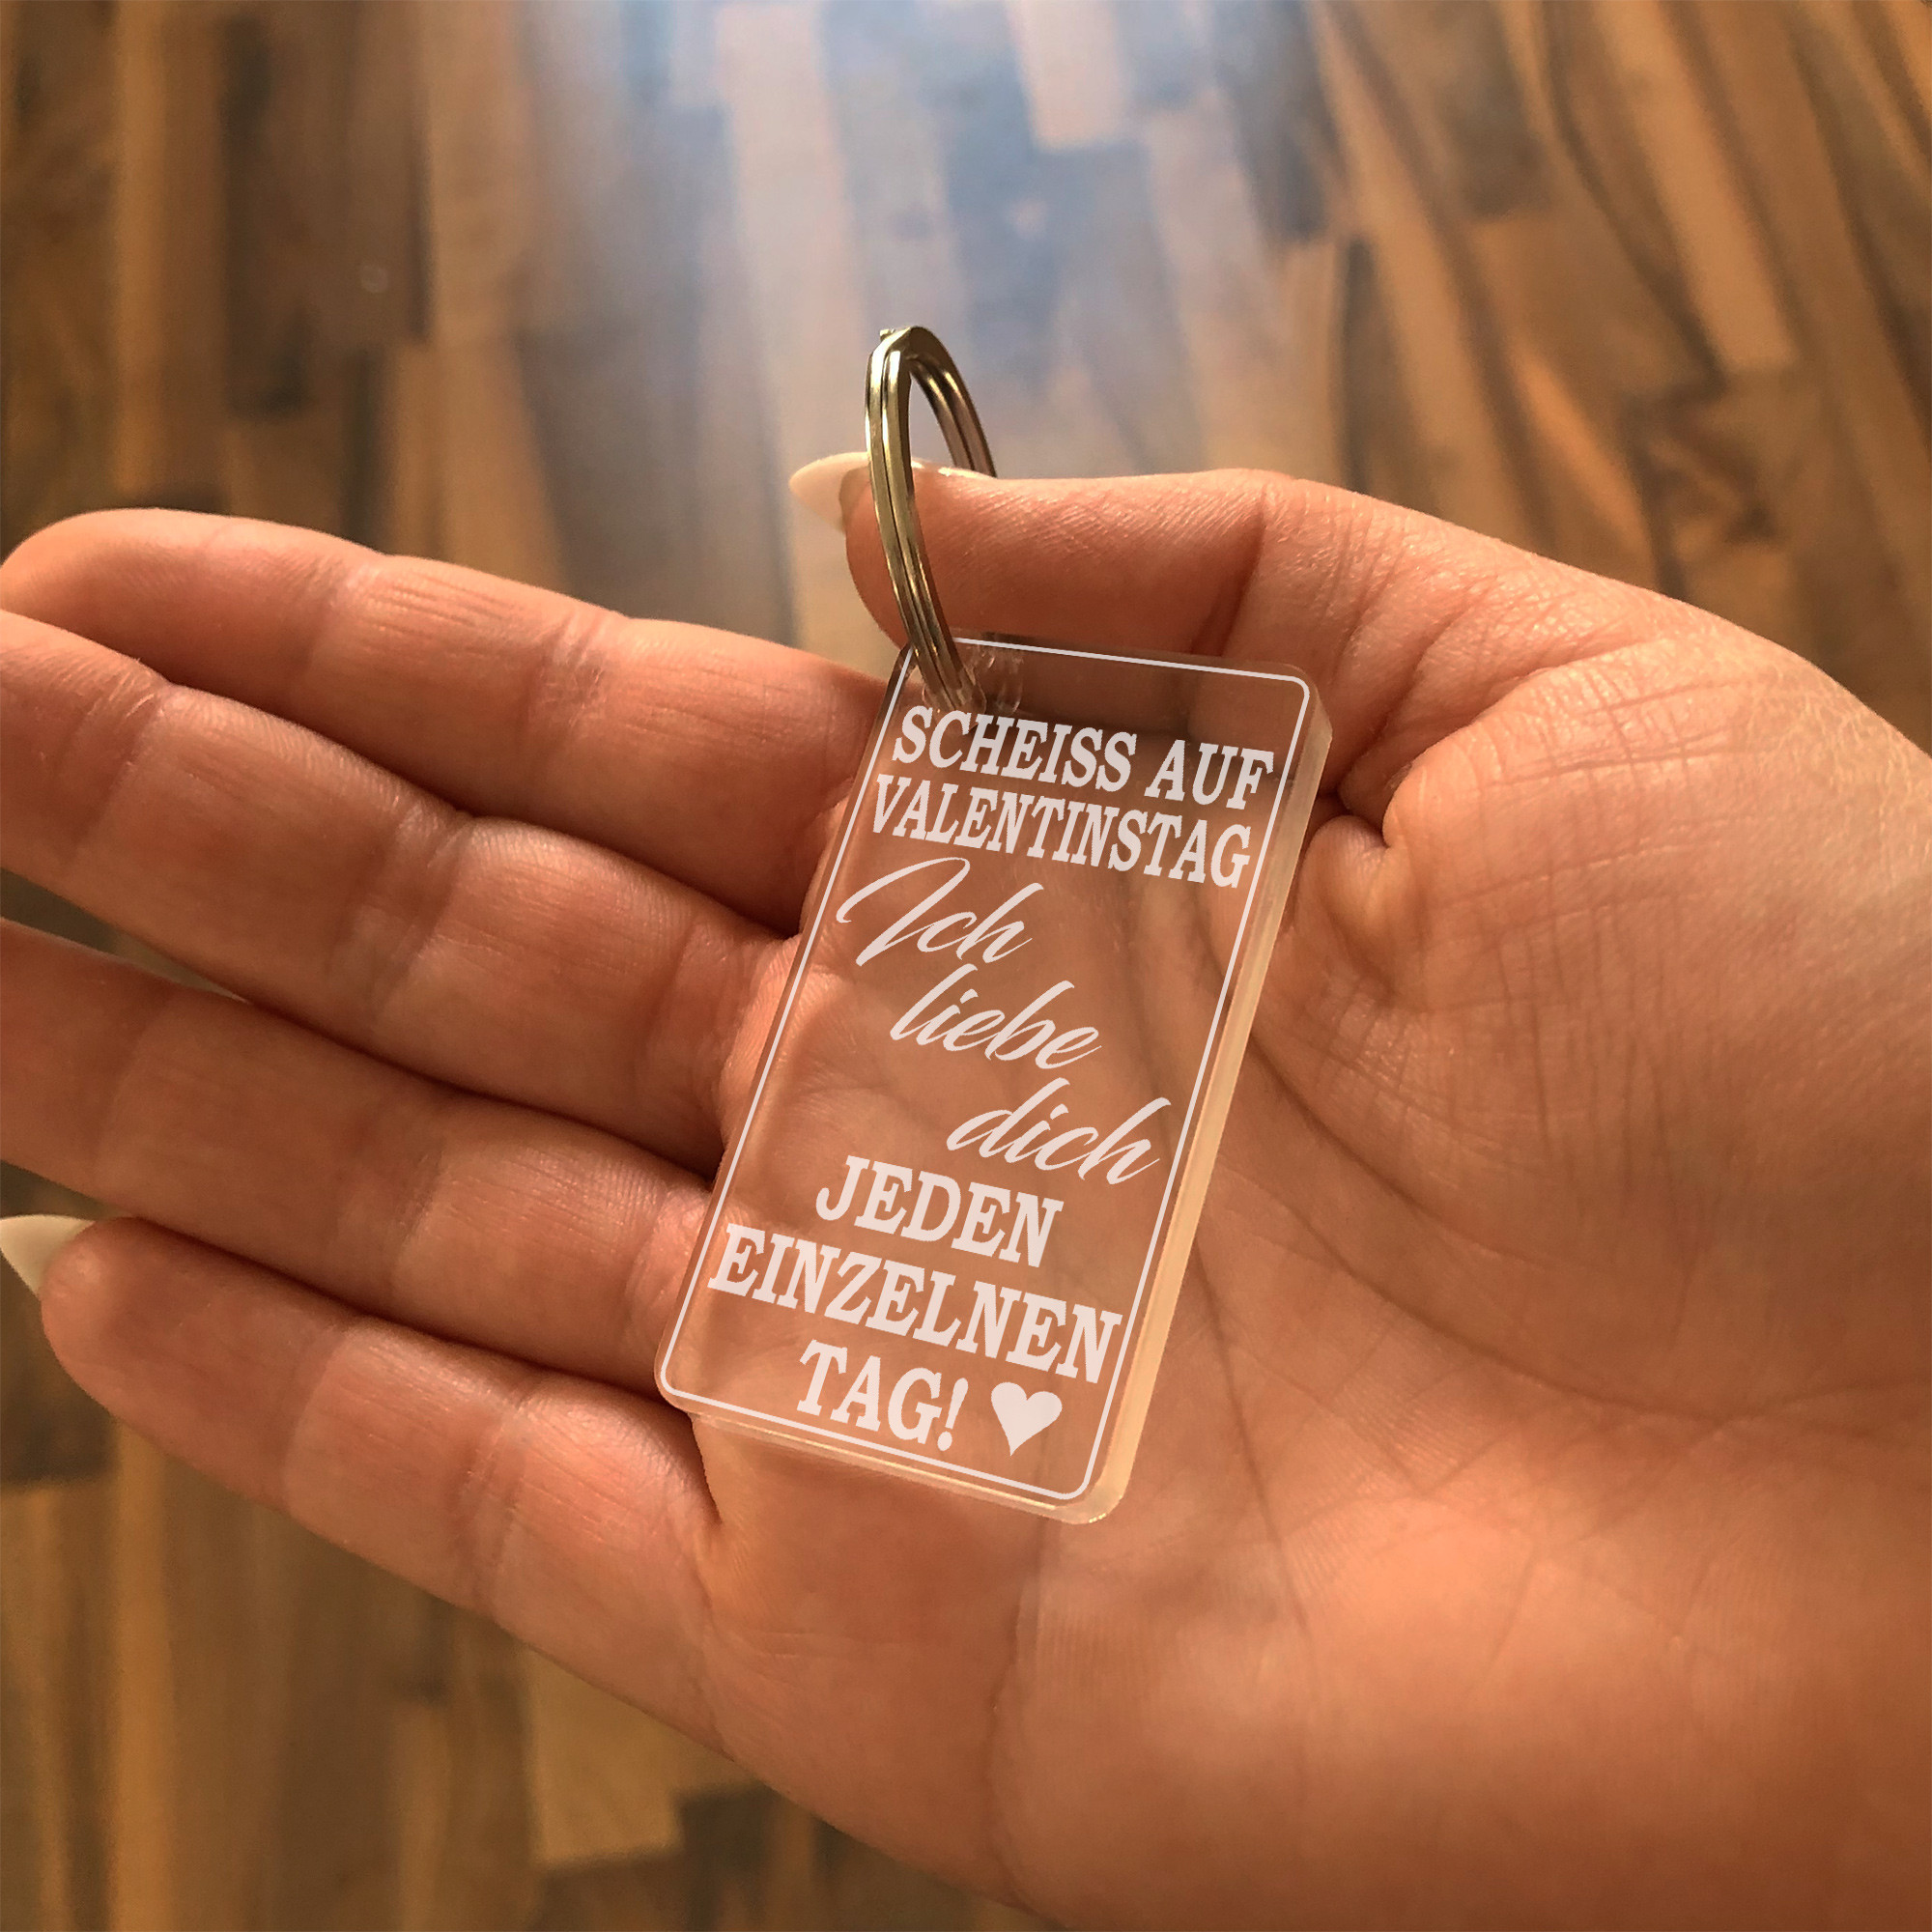 SCHEISS AUF
VALENTINSTAG
Ich
liebe
dich
JEDEN
EINZELNEN
TAG!